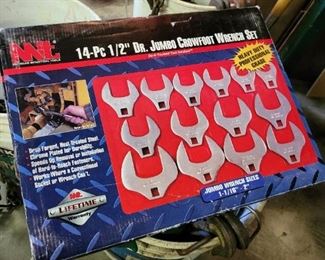 14-Pc 1/2" Dr. Jumbo Crowfoot Wrench Set
HEAVY DUTY
PROFESSIONAL
GRADE
Drop Forged, Heat Treated Steel
Chrome Plated for Durability.
Speeds Up Removal or Installation
of Hard-to-Reach Fasteners.
Works Where a Conventional
Socket or Wrench Can't.
LIFETIME
Warranty
JUMBO WRENCH SIZES
1-1/16" - 2"